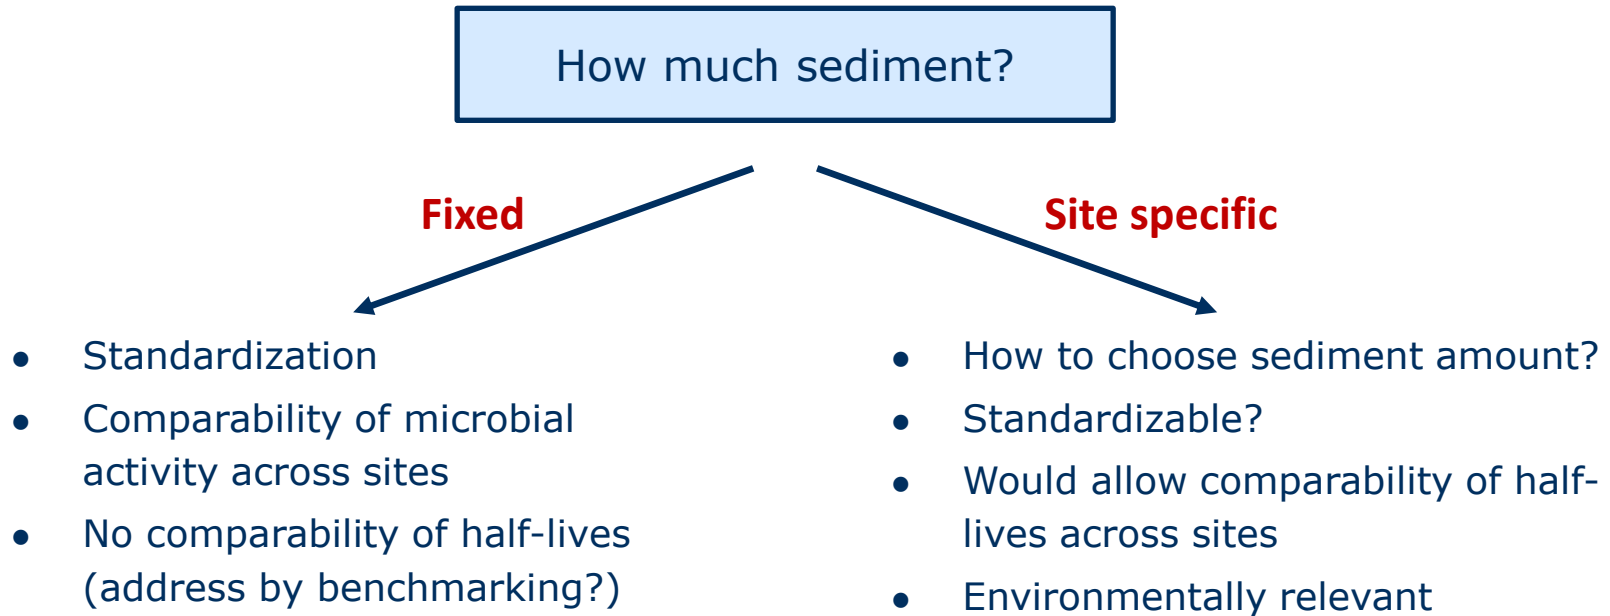 How much sediment?
Fixed
Site specific
● Standardization
● Comparability of microbial
activity across sites
● No comparability of half-lives
(address by benchmarking?)
● How to choose sediment amount?
● Standardizable?
● Would allow comparability of half-
lives across sites
● Environmentally relevant